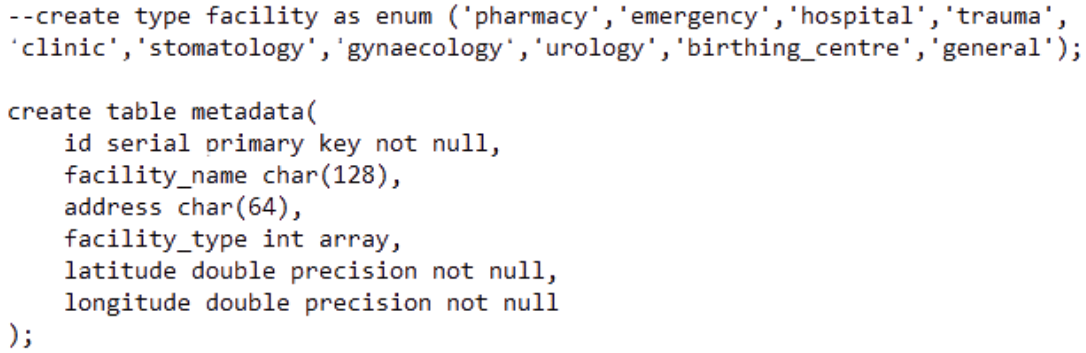 --create type facility as enum ('pharmacy','emergency','hospital','trauma',
'clinic','stomatology','gynaecology','urology','birthing_centre','general');
create table metadata(
id serial primary key not null,
facility_name char(128),
address char(64),
facility_type int array,
latitude double precision not null,
longitude double precision not null
);